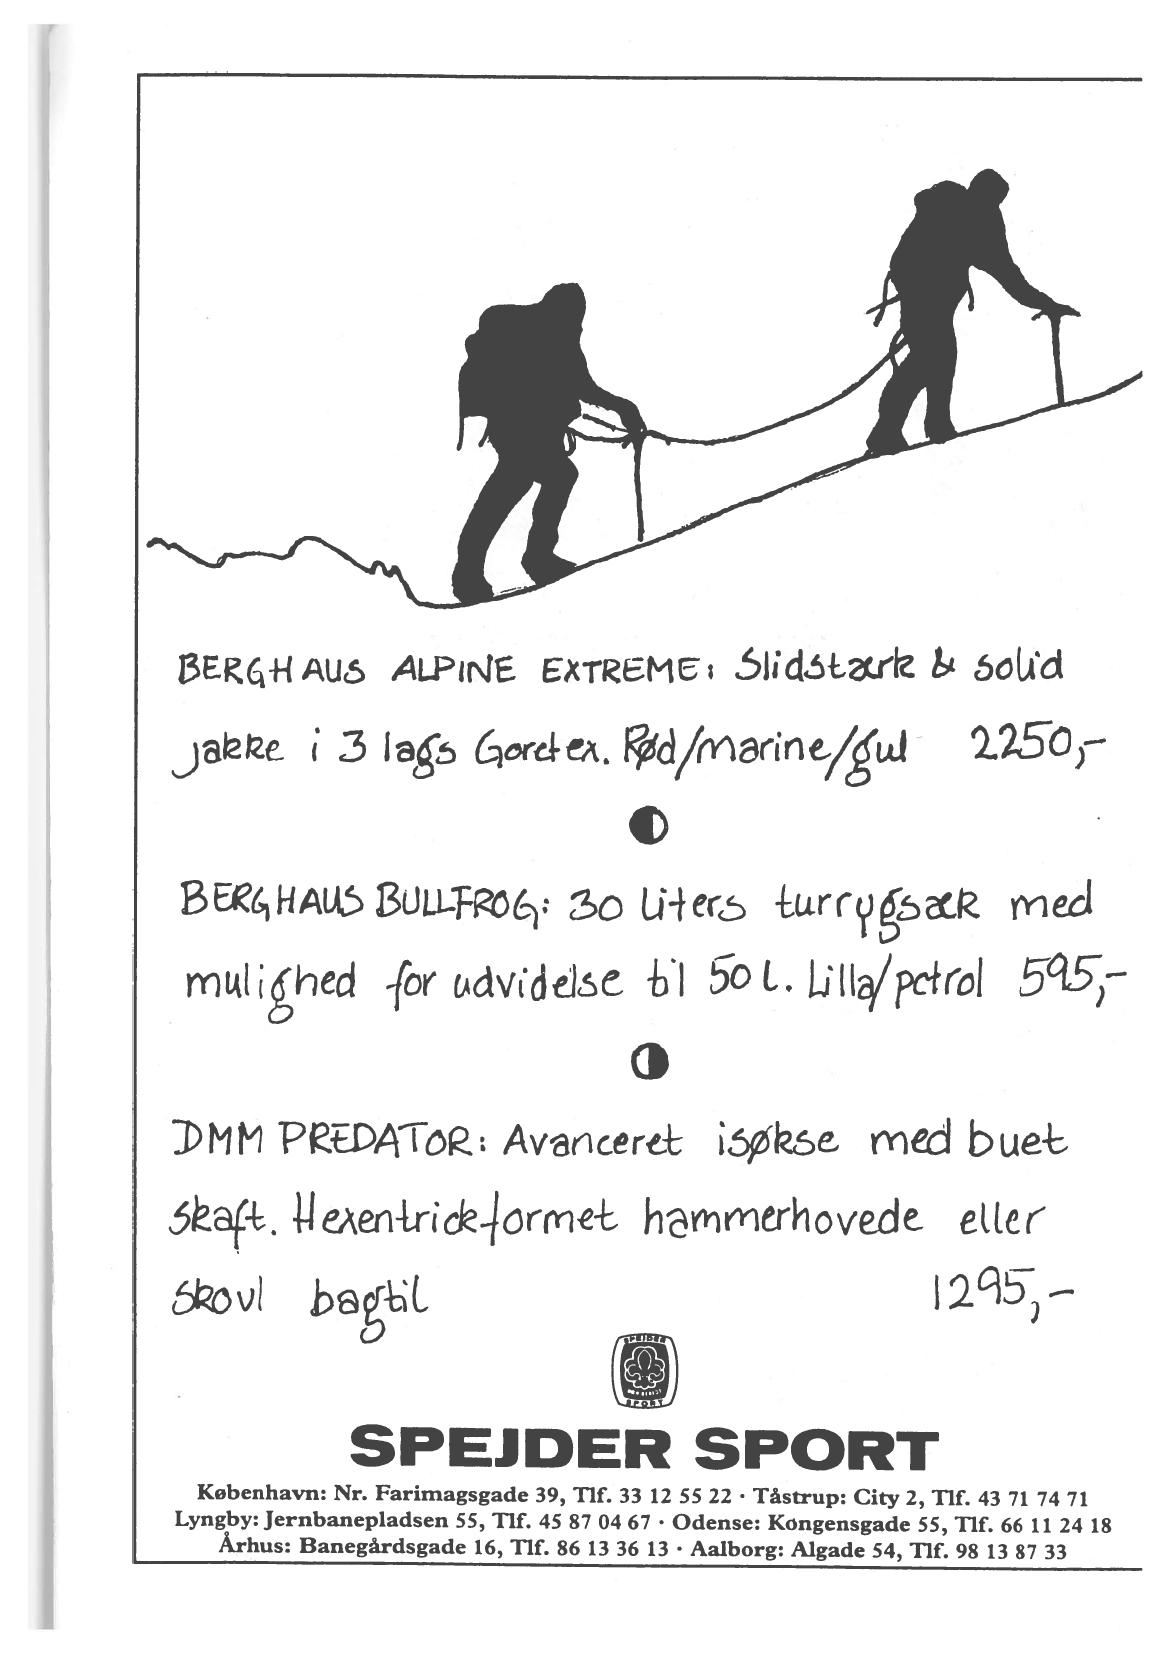 BERGHAUS ALPINE EXTREME: Slidstærk & solid
jakke i 3 lags Goretex. Rød/marine/gul 2250,-
BERGHAUS BULLFROG: 30 liters turrygsæk med
mulighed for udvidelse til 50 l. Lilla/petrol 595,-
DMM PREDATOR: Avanceret isøkse med buet
skaft. Hexentrickformet hammerhovede eller
skovl bagtil 1295,-
SPEJDER
SPORT
SPEJDER SPORT
København: Nr. Farimagsgade 39, Tlf. 33 12 55 22 · Tåstrup: City 2, Tlf. 43 71 74 71
Lyngby: Jernbanepladsen 55, Tlf. 45 87 04 67 · Odense: Kongensgade 55, Tlf. 66 11 24 18
Århus: Banegårdsgade 16, Tlf. 86 13 36 13 · Aalborg: Algade 54, Tlf. 98 13 87 33